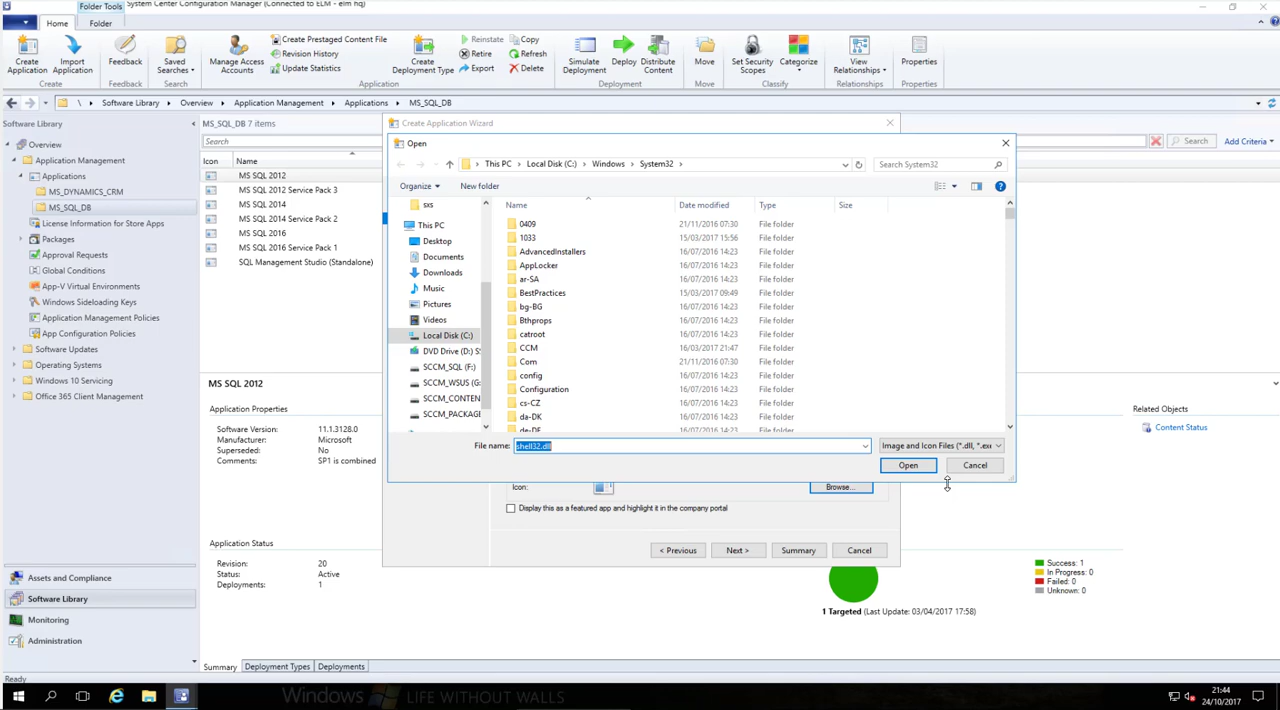 System Center Configuration Manager (Connected to ELM - elm hq)
Folder Tools
Home
Folder
Create Application
Import Application
Create
Feedback
Feedback
Saved Searches
Search
Manage Access Accounts
Create Prestaged Content File
Revision History
Update Statistics
Create Deployment Type
Reinstate
Retire
Export
Copy
Refresh
Delete
Application
Simulate Deployment
Deploy
Distribute Content
Deployment
Move
Move
Set Security Scopes
Categorize
Classify
View Relationships
Relationships
Properties
Properties
\ Software Library Overview Application Management Applications MS_SQL_DB
Software Library
Overview
Application Management
Applications
MS_DYNAMICS_CRM
MS_SQL_DB
License Information for Store Apps
Packages
Approval Requests
Global Conditions
App-V Virtual Environments
Windows Sideloading Keys
Application Management Policies
App Configuration Policies
Software Updates
Operating Systems
Windows 10 Servicing
Office 365 Client Management
Assets and Compliance
Software Library
Monitoring
Administration
Ready
MS_SQL_DB 7 items
Search
Search
Add Criteria
Icon Name
MS SQL 2012
MS SQL 2012 Service Pack 3
MS SQL 2014
MS SQL 2014 Service Pack 2
MS SQL 2016
MS SQL 2016 Service Pack 1
SQL Management Studio (Standalone)
MS SQL 2012
Application Properties
Software Version: 11.1.3128.0
Manufacturer: Microsoft
Superseded: No
Comments: SP1 is combined
Application Status
Revision: 20
Status: Active
Deployments: 1
Related Objects
Content Status
Success: 1
In Progress: 0
Failed: 0
Unknown: 0
1 Targeted (Last Update: 03/04/2017 17:58)
Summary Deployment Types Deployments
Create Application Wizard
Open
This PC Local Disk (C:) Windows System32
Search System32
Organize New folder
sxs
This PC
Desktop
Documents
Downloads
Music
Pictures
Videos
Local Disk (C:)
DVD Drive (D:) S
SCCM_SQL (F:)
SCCM_WSUS (G:
SCCM_CONTEN
SCCM_PACKAGE
Name Date modified Type Size
0409 21/11/2016 07:30 File folder
1033 15/03/2017 15:56 File folder
AdvancedInstallers 16/07/2016 14:23 File folder
AppLocker 16/07/2016 14:23 File folder
ar-SA 16/07/2016 14:23 File folder
BestPractices 15/03/2017 09:49 File folder
bg-BG 16/07/2016 14:23 File folder
Bthprops 16/07/2016 14:23 File folder
catroot 16/07/2016 14:23 File folder
CCM 16/03/2017 21:47 File folder
Com 21/11/2016 07:30 File folder
config 16/07/2016 14:23 File folder
Configuration 16/07/2016 14:23 File folder
cs-CZ 16/07/2016 14:23 File folder
da-DK 16/07/2016 14:23 File folder
de-DE 16/07/2016 14:23 File folder
File name: shell32.dll
Image and Icon Files (*.dll, *.exe
Open Cancel
Icon: Browse...
Display this as a featured app and highlight it in the company portal
< Previous Next > Summary Cancel
Windows LIFE WITHOUT WALLS
21:44
24/10/2017